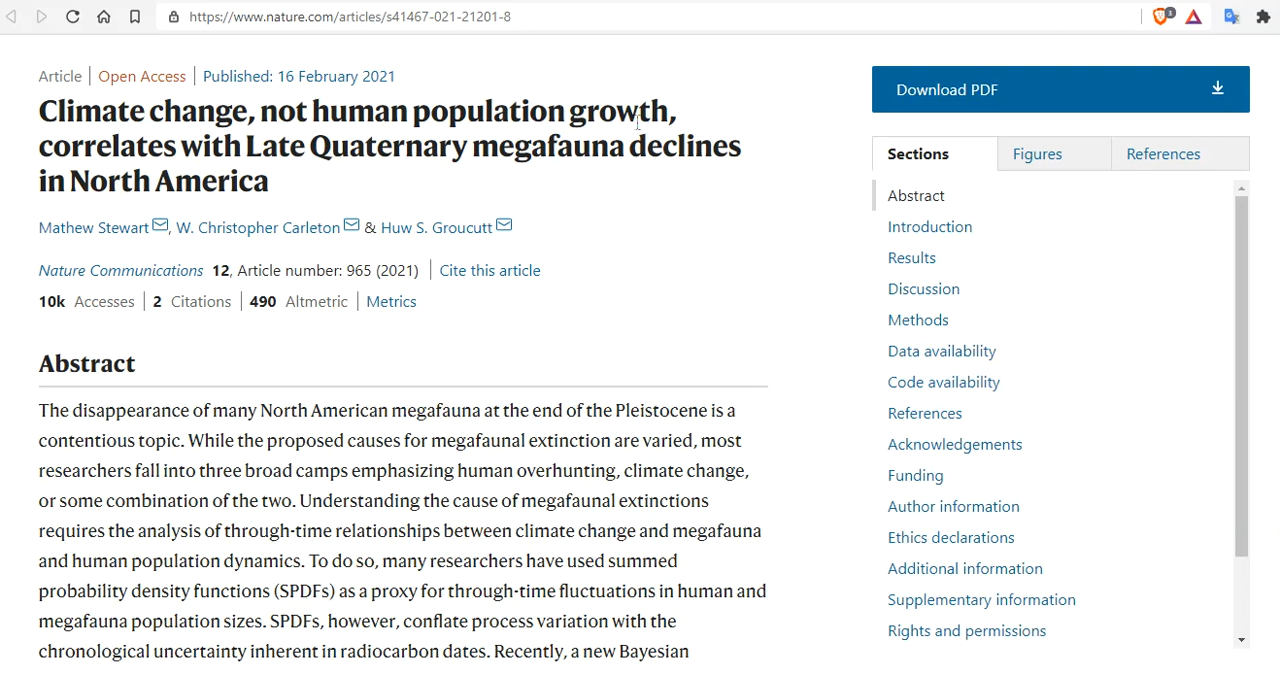 https://www.nature.com/articles/s41467-021-21201-8
1
Article | Open Access | Published: 16 February 2021
Climate change, not human population growth,
correlates with Late Quaternary megafauna declines
in North America
Mathew Stewart, W. Christopher Carleton & Huw S. Groucutt
Nature Communications 12, Article number: 965 (2021) | Cite this article
10k Accesses | 2 Citations | 490 Altmetric | Metrics
Abstract
The disappearance of many North American megafauna at the end of the Pleistocene is a
contentious topic. While the proposed causes for megafaunal extinction are varied, most
researchers fall into three broad camps emphasizing human overhunting, climate change,
or some combination of the two. Understanding the cause of megafaunal extinctions
requires the analysis of through-time relationships between climate change and megafauna
and human population dynamics. To do so, many researchers have used summed
probability density functions (SPDFs) as a proxy for through-time fluctuations in human and
megafauna population sizes. SPDFs, however, conflate process variation with the
chronological uncertainty inherent in radiocarbon dates. Recently, a new Bayesian
Download PDF
Sections Figures References
Abstract
Introduction
Results
Discussion
Methods
Data availability
Code availability
References
Acknowledgements
Funding
Author information
Ethics declarations
Additional information
Supplementary information
Rights and permissions